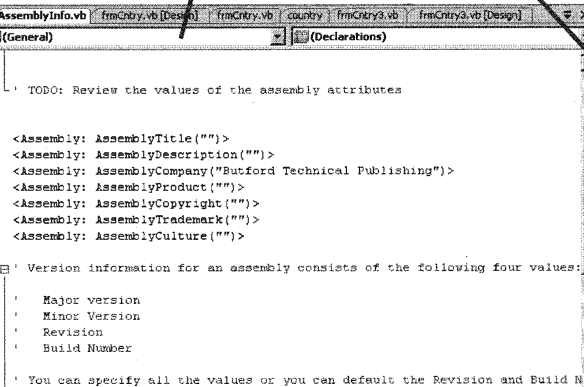 AssemblyInfo.vb frmCntry.vb [Design] frmCntry.vb country frmCntry3.vb frmCntry3.vb [Design]
(General) (Declarations)
' TODO: Review the values of the assembly attributes
<Assembly: AssemblyTitle("")>
<Assembly: AssemblyDescription("")>
<Assembly: AssemblyCompany("Butford Technical Publishing")>
<Assembly: AssemblyProduct("")>
<Assembly: AssemblyCopyright("")>
<Assembly: AssemblyTrademark("")>
<Assembly: AssemblyCulture("")>
' Version information for an assembly consists of the following four values:
' Major version
' Minor Version
' Revision
' Build Number
' You can specify all the values or you can default the Revision and Build N